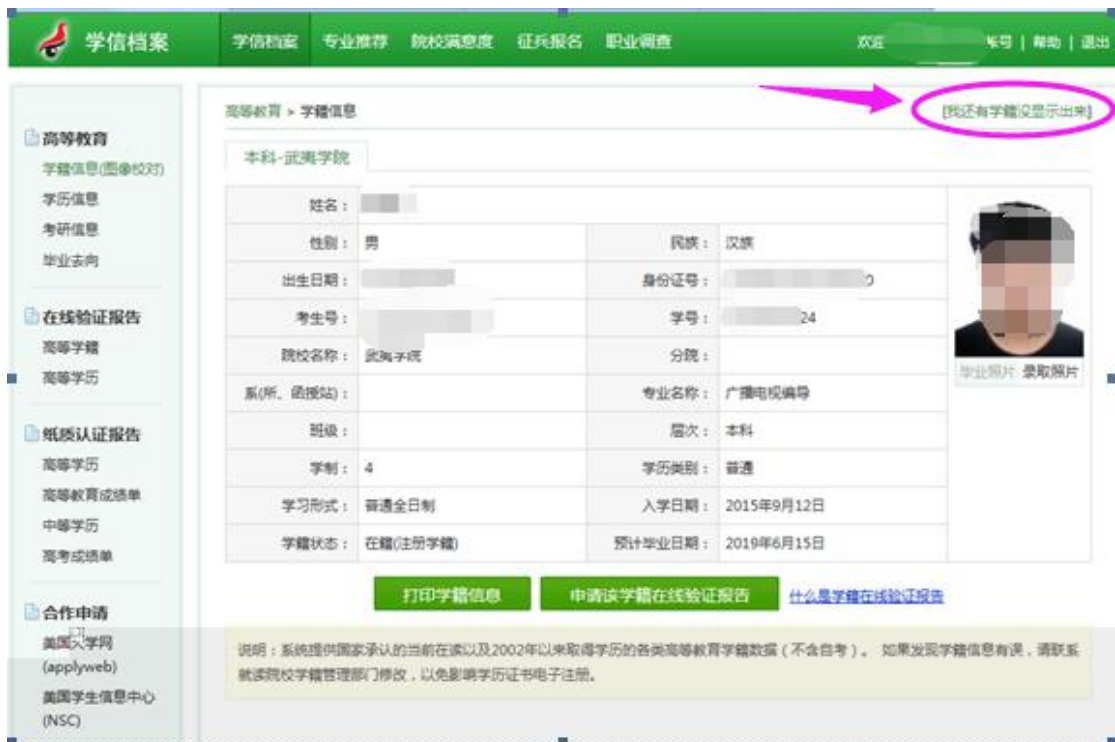 学信档案
学信档案 专业推荐 院校满意度 征兵报名 职业调查
欢迎 帐号 | 帮助 | 退出
高等教育 > 学籍信息
[我还有学籍没显示出来]
高等教育
学籍信息(图像校对)
学历信息
考研信息
毕业去向
在线验证报告
高等学籍
高等学历
纸质认证报告
高等学历
高等教育成绩单
中等学历
高考成绩单
合作申请
美国入学网
(applyweb)
美国学生信息中心
(NSC)
本科-武夷学院
姓名：
性别： 男 民族： 汉族
出生日期： 身份证号：
考生号： 学号： 24
院校名称： 武夷学院 分院：
系(所、函授站)： 专业名称： 广播电视编导
班级： 层次： 本科
学制： 4 学历类别： 普通
学习形式： 普通全日制 入学日期： 2015年9月12日
学籍状态： 在籍(注册学籍) 预计毕业日期： 2019年6月15日
毕业照片 录取照片
打印学籍信息 申请该学籍在线验证报告 什么是学籍在线验证报告
说明：系统提供国家承认的当前在读以及2002年以来取得学历的各类高等教育学籍数据（不含自考）。 如果发现学籍信息有误，请联系
就读院校学籍管理部门修改，以免影响学历证书电子注册。